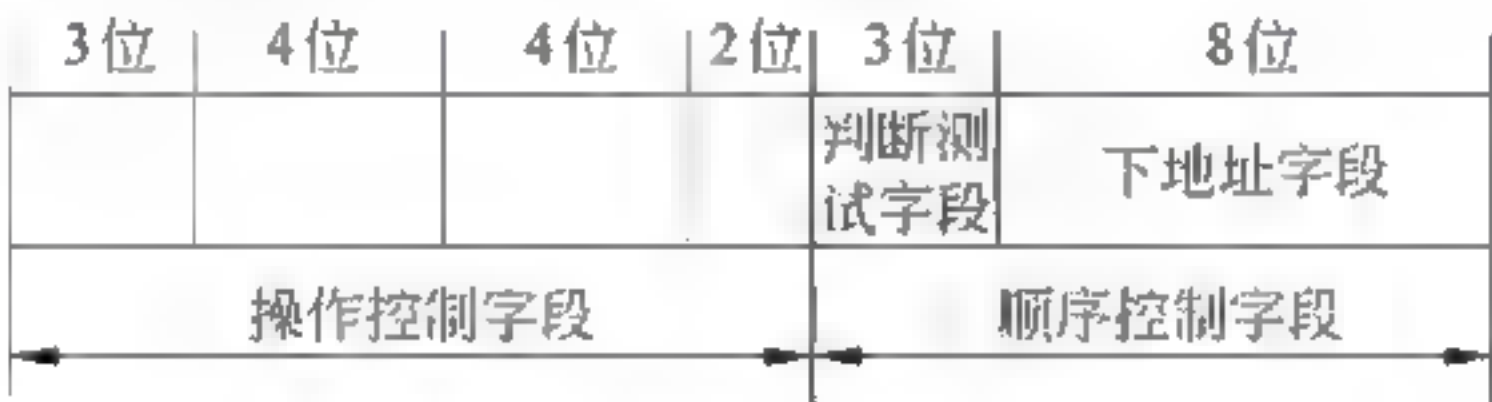 3位 4位 4位 2位 3位 8位
判断测
试字段
下地址字段
操作控制字段 顺序控制字段